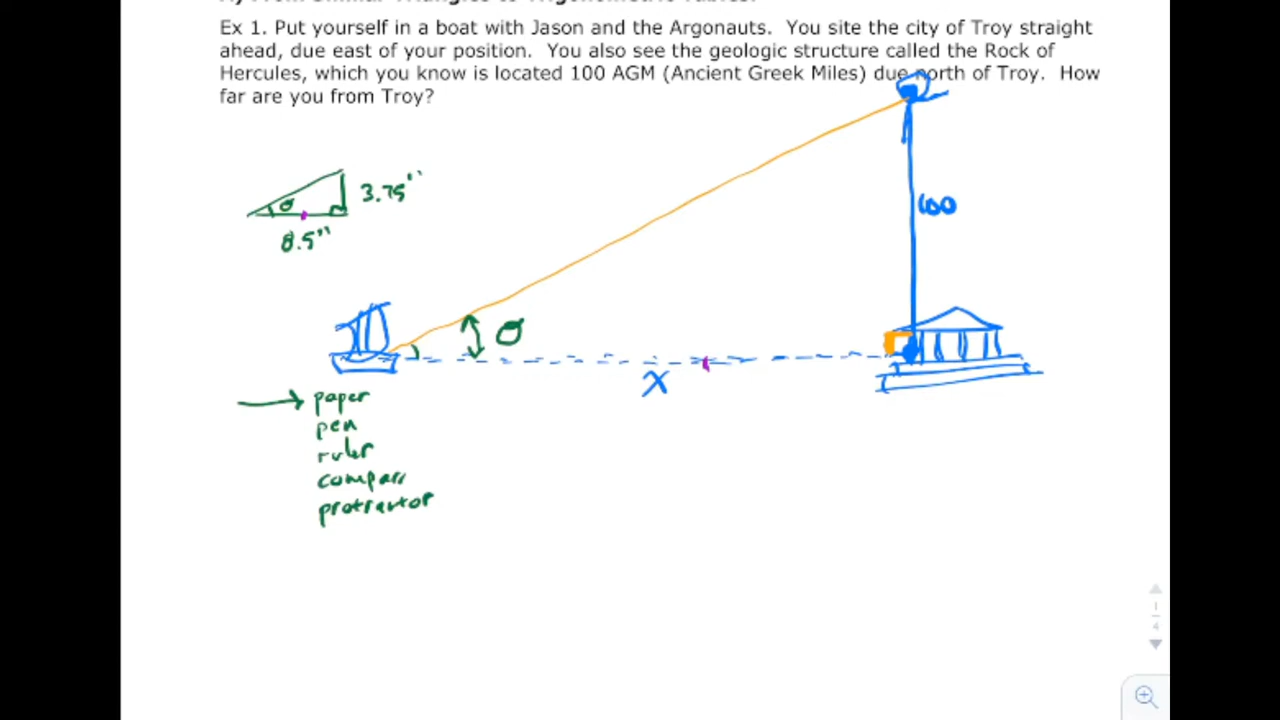 Ex 1. Put yourself in a boat with Jason and the Argonauts. You site the city of Troy straight
ahead, due east of your position. You also see the geologic structure called the Rock of
Hercules, which you know is located 100 AGM (Ancient Greek Miles) due north of Troy. How
far are you from Troy?
θ
3.75"
8.5"
100
θ
x
paper
pen
ruler
compass
protractor
1
4